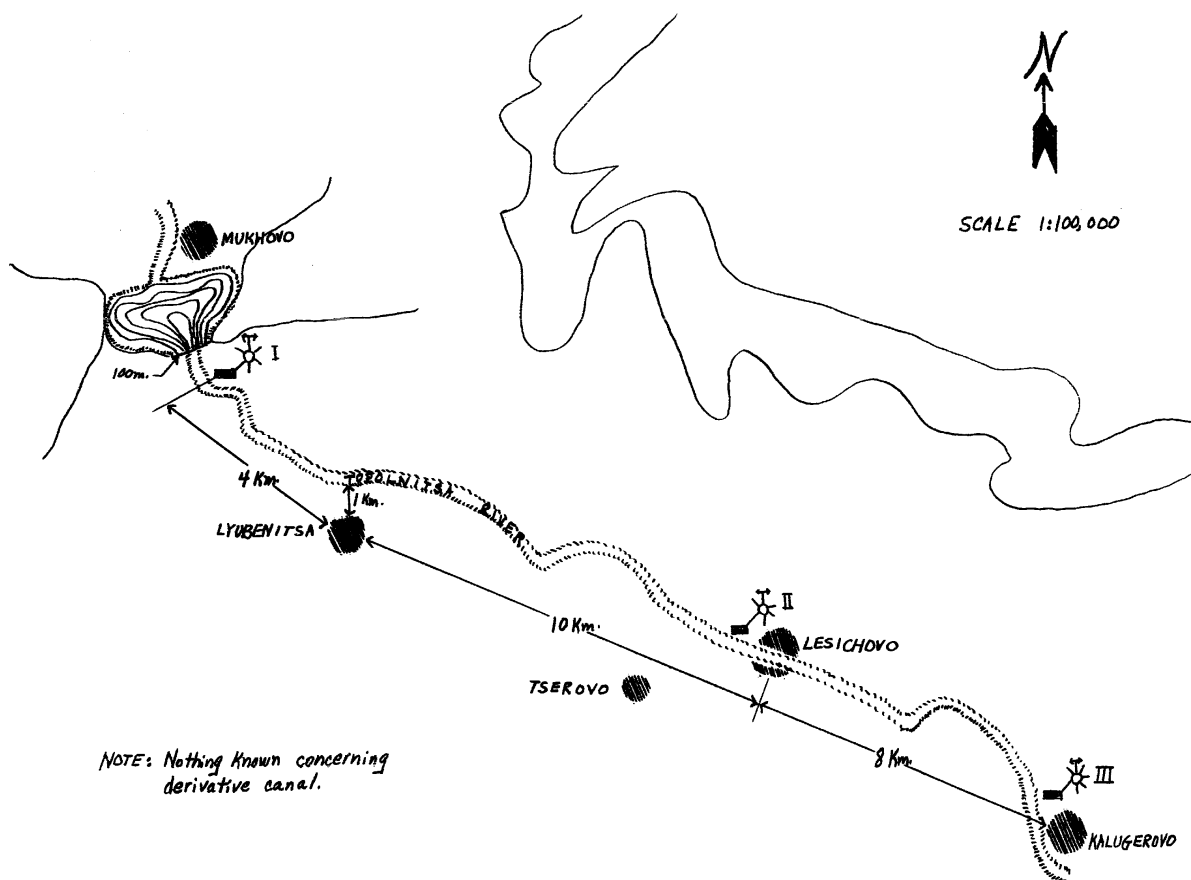 N
SCALE 1:100,000
MUKHOVO
I
100m.
4 Km.
TOPOLNITSA RIVER
1 Km.
LYUBENITSA
10 Km.
II
LESICHOVO
TSEROVO
NOTE: Nothing known concerning
derivative canal.
8 Km.
III
KALUGEROVO